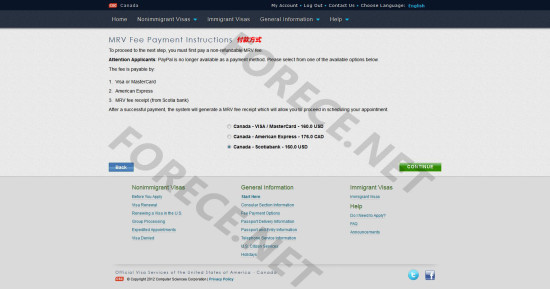 Canada
My Account • Log Out • Contact Us • Choose Language: English
Home Nonimmigrant Visas Immigrant Visas General Information Help
MRV Fee Payment Instructions 付款方式
To proceed to the next step, you must first pay a non-refundable MRV fee.
Attention Applicants: PayPal is no longer available as a payment method. Please select from one of the available options below.
The fee is payable by
1. Visa or MasterCard
2. American Express
3. MRV fee receipt (from Scotia bank)
After a successful payment, the system will generate a MRV fee receipt which will allow you to proceed in scheduling your appointment.
Canada - VISA / MasterCard - 160.0 USD
Canada - American Express - 176.0 CAD
Canada - Scotiabank - 160.0 USD
Back
CONTINUE
FORECE.NET
FORECE.NET
Nonimmigrant Visas
Before You Apply
Visa Renewal
Renewing a Visa in the U.S.
Group Processing
Expedited Appointments
Visa Denied
General Information
Start Here
Consular Section Information
Fee Payment Options
Passport Delivery Information
Telephone Service Information
U.S. Citizen Services
Holidays
Immigrant Visas
Immigrant Visas
Help
Do I Need to Apply?
FAQ
Announcements
Official Visa Services of the United States of America - Canada
© Copyright 2012 Computer Sciences Corporation | Privacy Policy